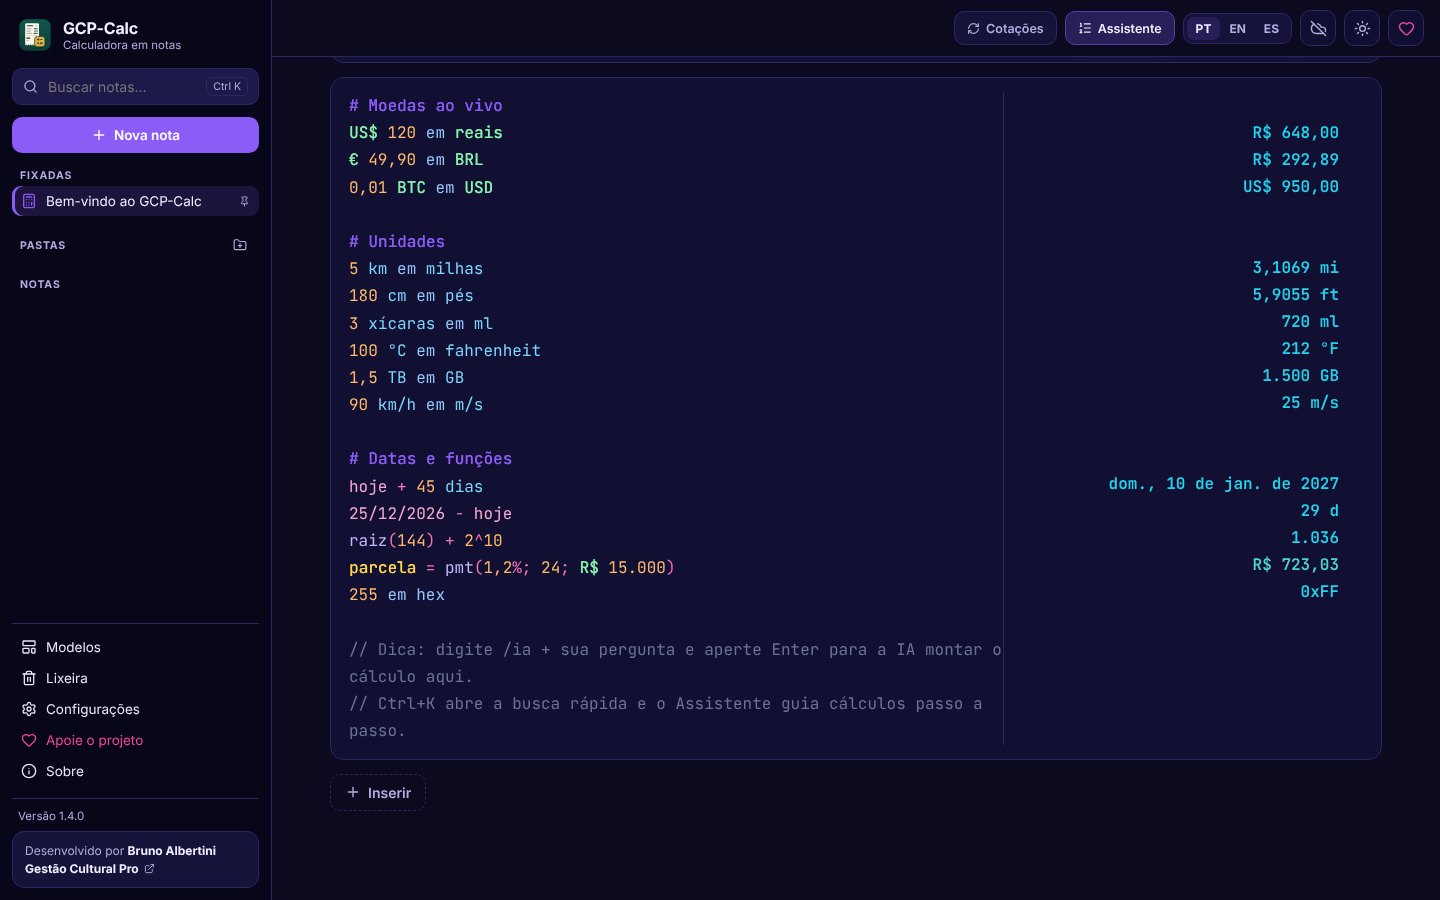 GCP-Calc
Calculadora em notas
Buscar notas...
Ctrl K
Nova nota
FIXADAS
Bem-vindo ao GCP-Calc
PASTAS
NOTAS
Modelos
Lixeira
Configurações
Apoie o projeto
Sobre
Versão 1.4.0
Desenvolvido por Bruno Albertini
Gestão Cultural Pro
Cotações
Assistente
PT EN ES
# Moedas ao vivo
US$ 120 em reais R$ 648,00
€ 49,90 em BRL R$ 292,89
0,01 BTC em USD US$ 950,00
# Unidades
5 km em milhas 3,1069 mi
180 cm em pés 5,9055 ft
3 xícaras em ml 720 ml
100 °C em fahrenheit 212 °F
1,5 TB em GB 1.500 GB
90 km/h em m/s 25 m/s
# Datas e funções
hoje + 45 dias dom., 10 de jan. de 2027
25/12/2026 - hoje 29 d
raiz(144) + 2^10 1.036
parcela = pmt(1,2%; 24; R$ 15.000) R$ 723,03
255 em hex 0xFF
// Dica: digite /ia + sua pergunta e aperte Enter para a IA montar o
cálculo aqui.
// Ctrl+K abre a busca rápida e o Assistente guia cálculos passo a
passo.
Inserir